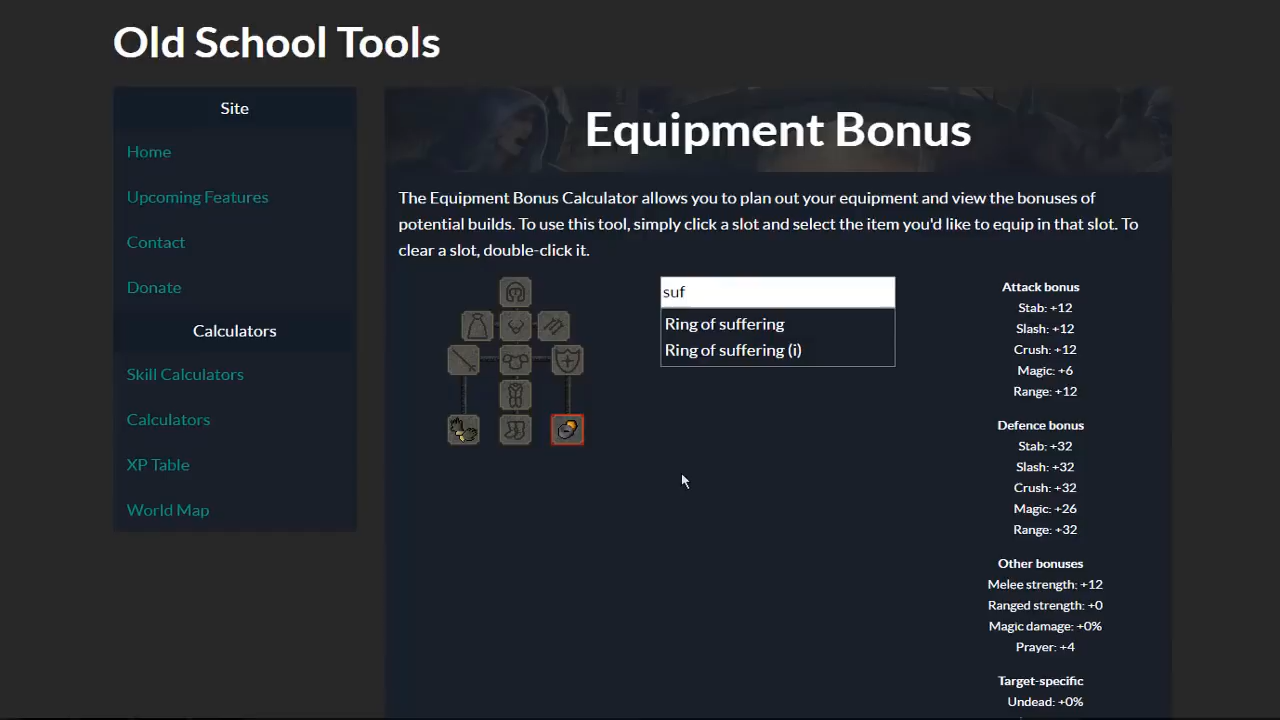 Old School Tools
Site
Home
Upcoming Features
Contact
Donate
Calculators
Skill Calculators
Calculators
XP Table
World Map
Equipment Bonus
The Equipment Bonus Calculator allows you to plan out your equipment and view the bonuses of
potential builds. To use this tool, simply click a slot and select the item you'd like to equip in that slot. To
clear a slot, double-click it.
suf
Ring of suffering
Ring of suffering (i)
Attack bonus
Stab: +12
Slash: +12
Crush: +12
Magic: +6
Range: +12
Defence bonus
Stab: +32
Slash: +32
Crush: +32
Magic: +26
Range: +32
Other bonuses
Melee strength: +12
Ranged strength: +0
Magic damage: +0%
Prayer: +4
Target-specific
Undead: +0%